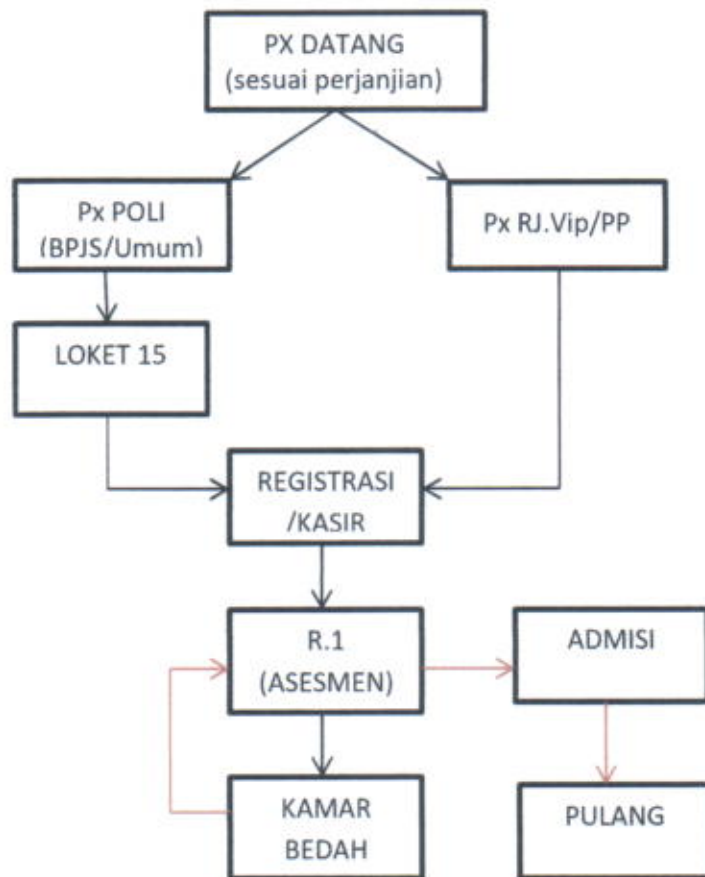 PX DATANG
(sesuai perjanjian)
Px POLI
(BPJS/Umum)
Px RJ.Vip/PP
LOKET 15
REGISTRASI
/KASIR
R.1
(ASESMEN)
ADMISI
KAMAR
BEDAH
PULANG